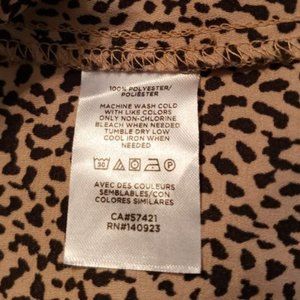 100% POLYESTER/
POLIÉSTER
MACHINE WASH COLD
WITH LIKE COLORS
ONLY NON-CHLORINE
BLEACH WHEN NEEDED
TUMBLE DRY LOW
COOL IRON WHEN
NEEDED
AVEC DES COULEURS
SEMBLABLES/CON
COLORES SIMILARES
CA#57421
RN#140923